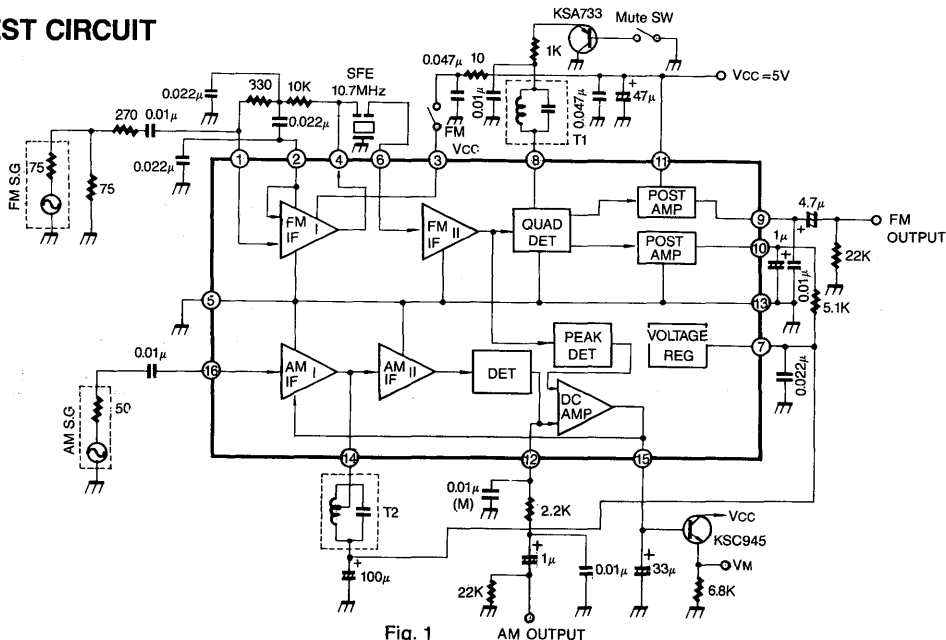 EST CIRCUIT
KSA733
Mute SW
1K
0.047μ
10
VCC=5V
330
10K
SFE
10.7MHz
0.022μ
0.022μ
0.01μ
0.047μ
47μ
FM
VCC
T1
270
0.01μ
0.022μ
75
75
FM S.G
1
2
4
6
3
8
11
FM
IF
I
FM
IF
II
QUAD
DET
POST
AMP
POST
AMP
9
10
4.7μ
FM
OUTPUT
1μ
0.01μ
22K
5.1K
5
13
7
0.022μ
PEAK
DET
VOLTAGE
REG
0.01μ
16
AM
IF
I
AM
IF
II
DET
DC
AMP
AM S.G
50
14
12
15
T2
100μ
0.01μ
(M)
2.2K
1μ
22K
0.01μ
33μ
VCC
KSC945
VM
6.8K
Fig. 1
AM OUTPUT